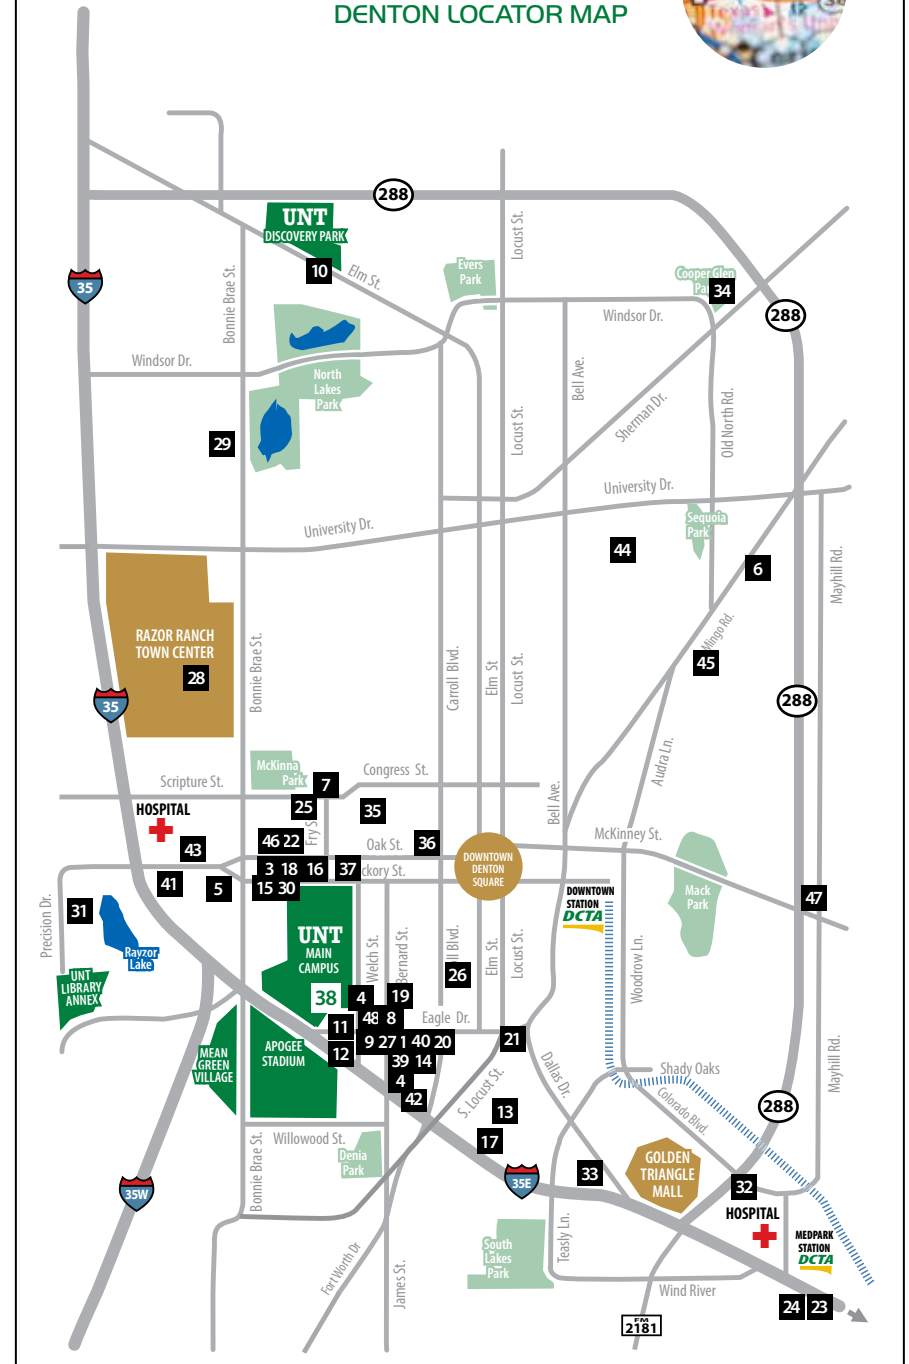 DENTON LOCATOR MAP
288
UNT
DISCOVERY PARK
Locust St.
Evers
Park
Cooper Glen
34
10
Elm St.
Bonnie Brae St.
35
288
Windsor Dr.
Windsor Dr.
North
Lakes
Park
Bell Ave.
Sherman Dr.
Old North Rd.
Locust St.
29
University Dr.
University Dr.
Sequoia
Park
44
6
Mayhill Rd.
Mingo Rd.
45
RAZOR RANCH
TOWN CENTER
28
Bonnie Brae St.
Carroll Blvd.
Elm St
Locust St.
35
288
Audra Ln.
McKinna
Park
Congress St.
Scripture St.
7
25
35
Bell Ave.
HOSPITAL
Fry S
McKinney St.
46 22
Oak St.
36
43
DOWNTOWN
DENTON
SQUARE
3 18 16 37
ckory St.
41
5
15 30
DOWNTOWN
STATION
DCTA
Mack
Park
47
31
Precision Dr.
Rayzor
Lake
UNT
MAIN
CAMPUS
Welch St.
Bernard St.
ll Blvd.
Elm St.
Locust St.
Woodrow Ln.
26
UNT
LIBRARY
ANNEX
38
4
19
48 8
Eagle Dr.
11
9 27 1 40 20
21
12
39 14
MEAN
GREEN
VILLAGE
APOGEE
STADIUM
4
42
S. Locust St.
Dallas Dr.
Shady Oaks
Mayhill Rd.
Colorado Blvd.
288
13
17
Willowood St.
Denia
Park
Bonnie Brae St.
35W
35E
33
GOLDEN
TRIANGLE
MALL
32
HOSPITAL
MEDPARK
STATION
DCTA
South
Lakes
Park
Teasly Ln.
Fort Worth Dr
James St.
Wind River
24 23
FM
2181